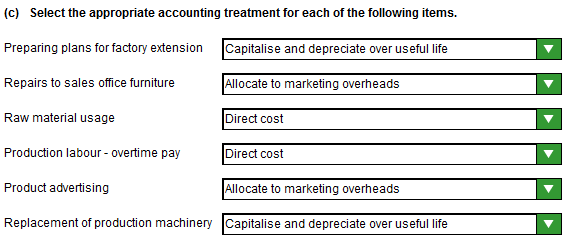 (c) Select the appropriate accounting treatment for each of the following items.
Preparing plans for factory extension Capitalise and depreciate over useful life
Repairs to sales office furniture Allocate to marketing overheads
Raw material usage Direct cost
Production labour - overtime pay Direct cost
Product advertising Allocate to marketing overheads
Replacement of production machinery Capitalise and depreciate over useful life